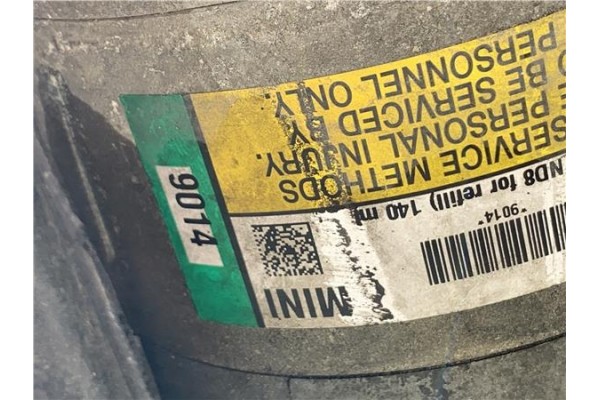 SERVICE METHODS
PERSONAL INJURY.
BE SERVICED BY
PERSONNEL ONLY.
ND8 for refill) 140 ml
*9014*
MINI
9014